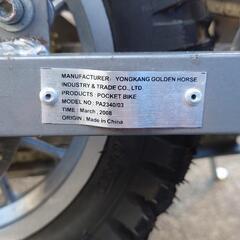 MANUFACTURER: YONGKANG GOLDEN HORSE
INDUSTRY & TRADE CO., LTD.
PRODUCTS: POCKET BIKE
MODEL NO: PA2340/03
TIME: March, 2008
ORIGIN: Made in China